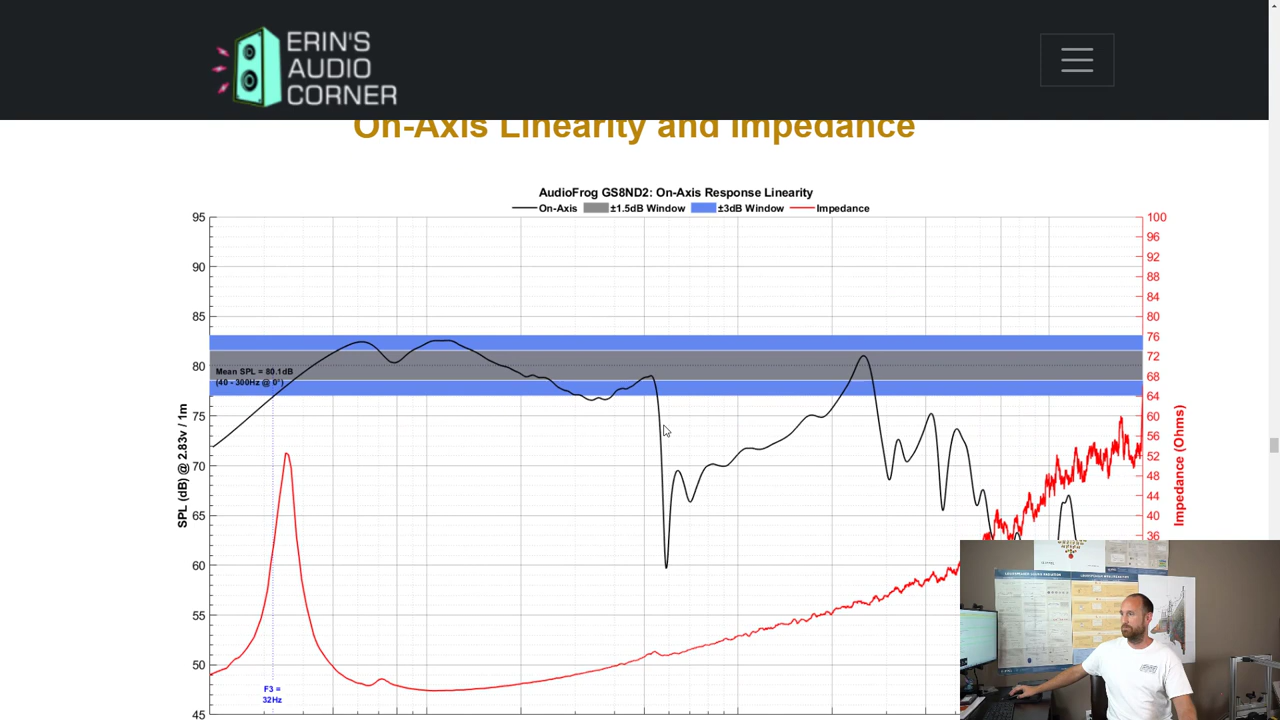 ERIN'S
AUDIO
CORNER
On-Axis Linearity and Impedance
AudioFrog GS8ND2: On-Axis Response Linearity
On-Axis ±1.5dB Window ±3dB Window Impedance
95
90
85
80
75
70
65
60
55
50
45
SPL (dB) @ 2.83v / 1m
Mean SPL = 80.1dB
(40 - 300Hz @ 0°)
F3 =
32Hz
100
96
92
88
84
80
76
72
68
64
60
56
52
48
44
40
36
Impedance (Ohms)